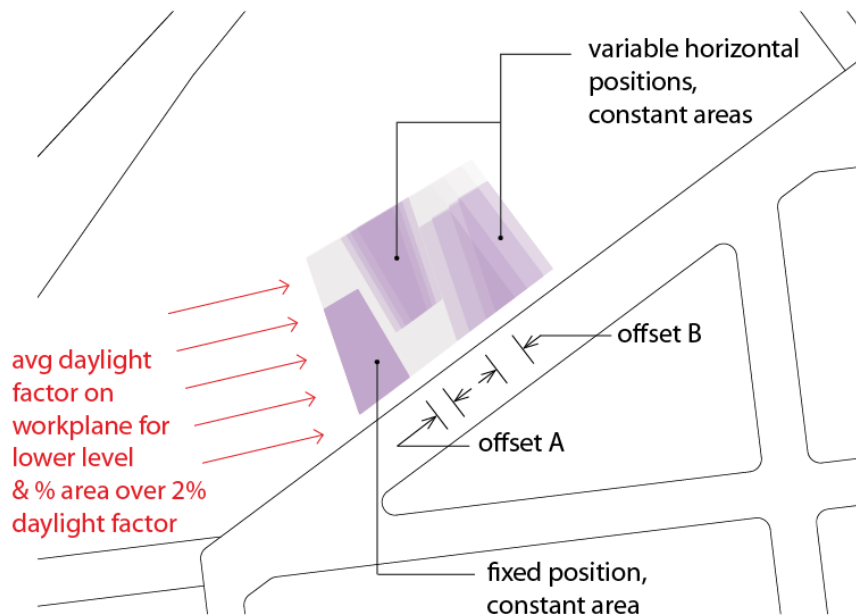 variable horizontal
positions,
constant areas
offset B
avg daylight
factor on
workplane for
lower level
& % area over 2%
daylight factor
offset A
fixed position,
constant area